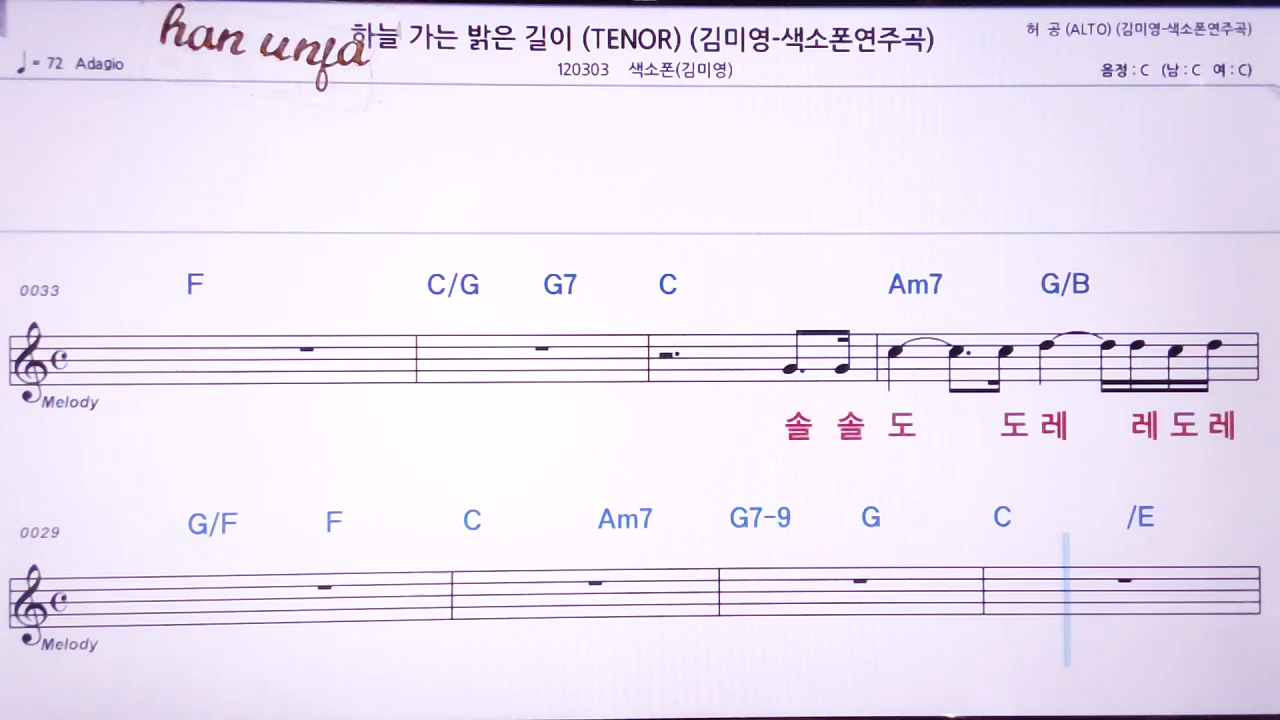 han unfa
하늘 가는 밝은 길이 (TENOR) (김미영-색소폰연주곡)
허 공 (ALTO) (김미영-색소폰연주곡)
♩= 72 Adagio
120303 색소폰(김미영)
음정 : C (남 : C 여 : C)
0033 F C/G G7 C Am7 G/B
Melody
솔 솔 도 도 레 레 도 레
0029 G/F F C Am7 G7-9 G C /E
Melody